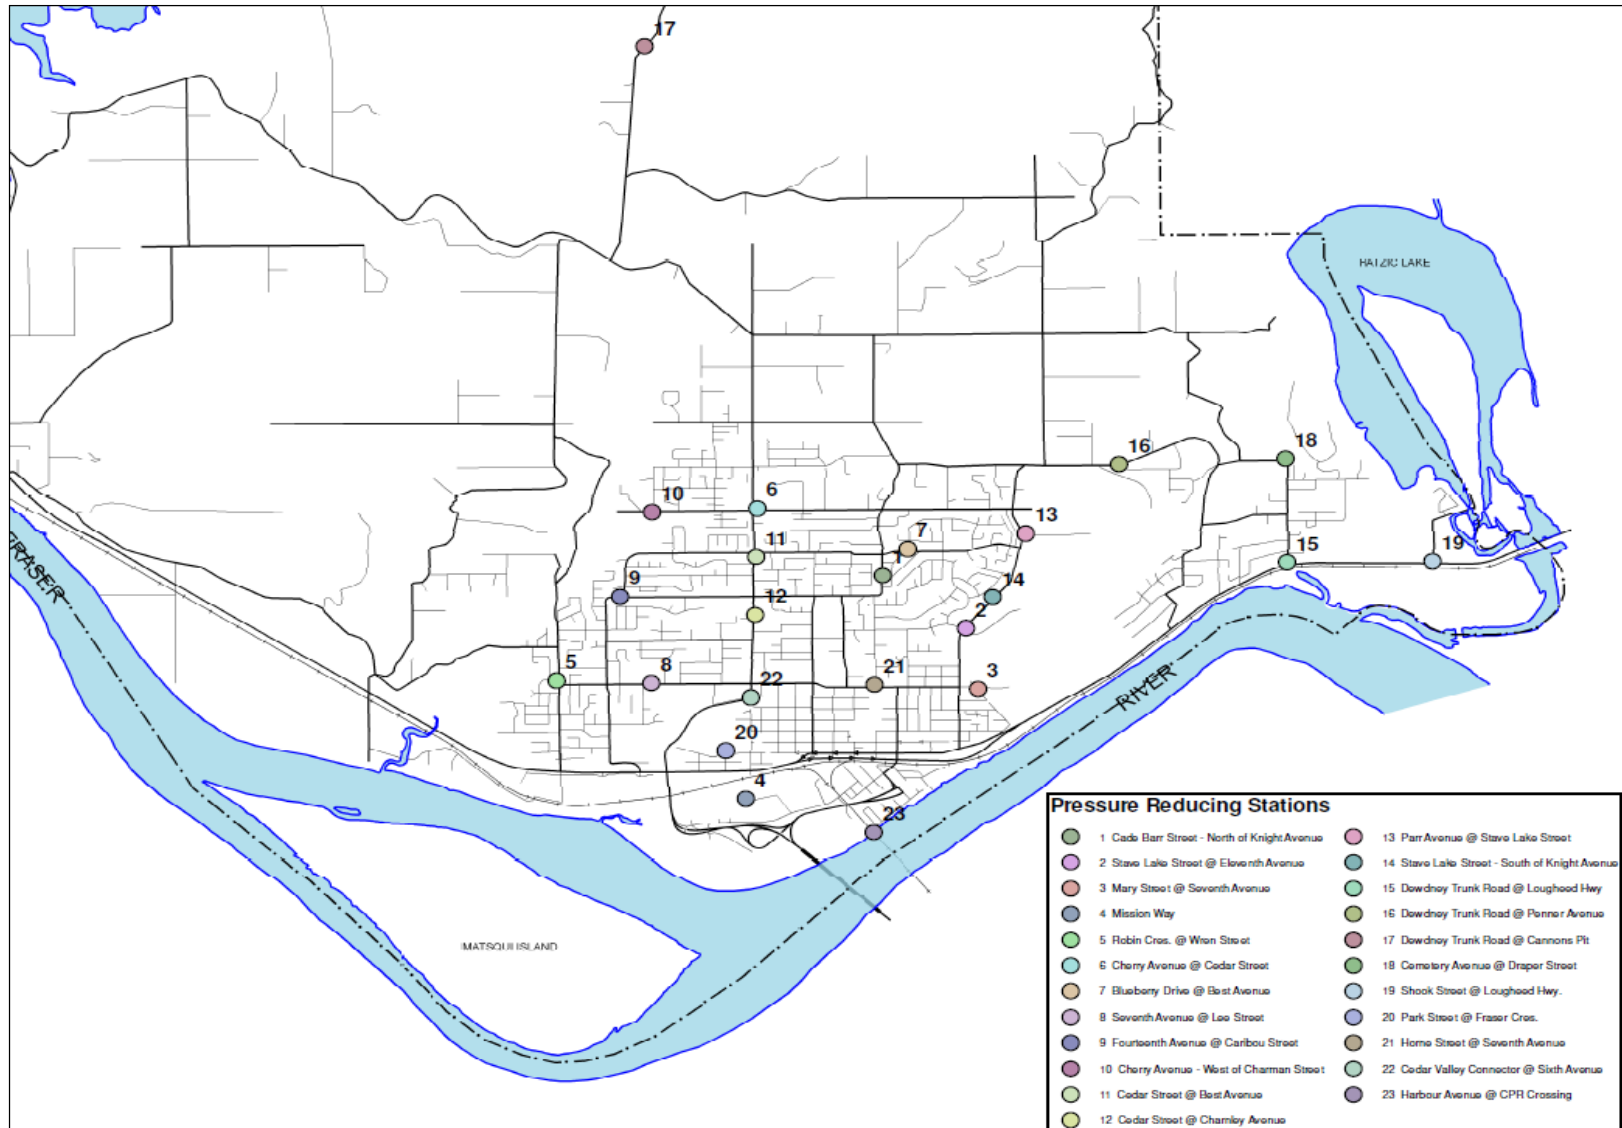 17
HATZIC LAKE
16
18
10
6
13
7
11
1
19
15
9
14
12
2
FRASER
5
8
21
3
22
RIVER
20
4
23
MATSQUI ISLAND
Pressure Reducing Stations
1 Cade Barr Street - North of Knight Avenue
2 Stave Lake Street @ Eleventh Avenue
3 Mary Street @ Seventh Avenue
4 Mission Way
5 Robin Cres. @ Wren Street
6 Cherry Avenue @ Cedar Street
7 Blueberry Drive @ Best Avenue
8 Seventh Avenue @ Lee Street
9 Fourteenth Avenue @ Caribou Street
10 Cherry Avenue - West of Charman Street
11 Cedar Street @ Best Avenue
12 Cedar Street @ Charnley Avenue
13 Parr Avenue @ Stave Lake Street
14 Stave Lake Street - South of Knight Avenue
15 Dewdney Trunk Road @ Lougheed Hwy
16 Dewdney Trunk Road @ Penner Avenue
17 Dewdney Trunk Road @ Cannons Pit
18 Cemetery Avenue @ Draper Street
19 Shook Street @ Lougheed Hwy.
20 Park Street @ Fraser Cres.
21 Horne Street @ Seventh Avenue
22 Cedar Valley Connector @ Sixth Avenue
23 Harbour Avenue @ CPR Crossing